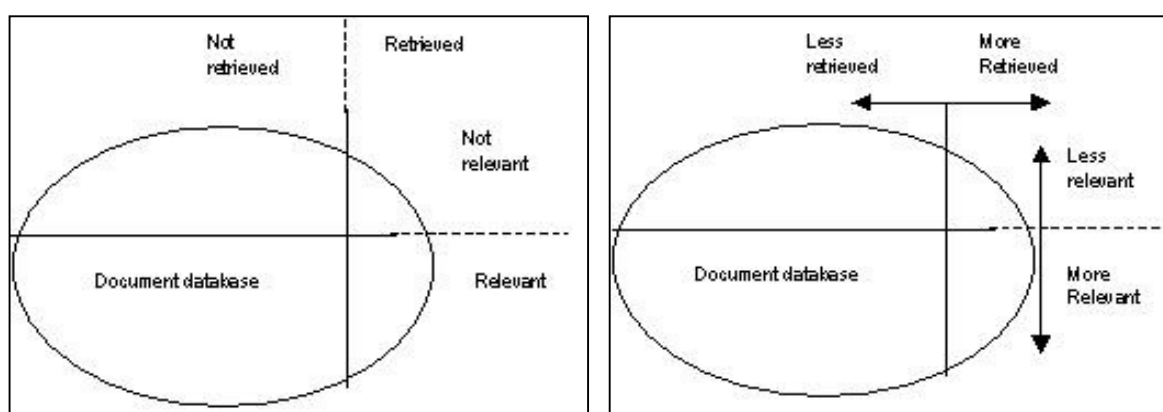 Not
retrieved
Retrieved
Not
relevant
Document database
Relevant
Less
retrieved
More
Retrieved
Less
relevant
Document database
More
Relevant